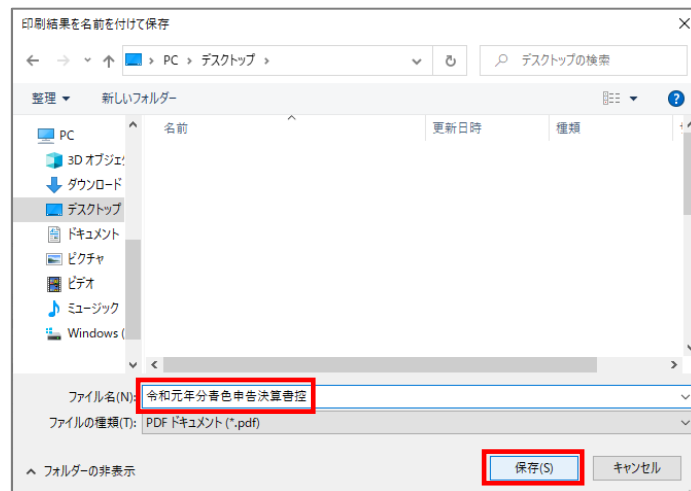 印刷結果を名前を付けて保存
PC › デスクトップ ›
デスクトップの検索
整理 新しいフォルダー
名前 更新日時 種類
PC
3D オブジェ
ダウンロード
デスクトップ
ドキュメント
ピクチャ
ビデオ
ミュージック
Windows (
ファイル名(N): 令和元年分青色申告決算書控
ファイルの種類(T): PDF ドキュメント (*.pdf)
フォルダーの非表示
保存(S) キャンセル